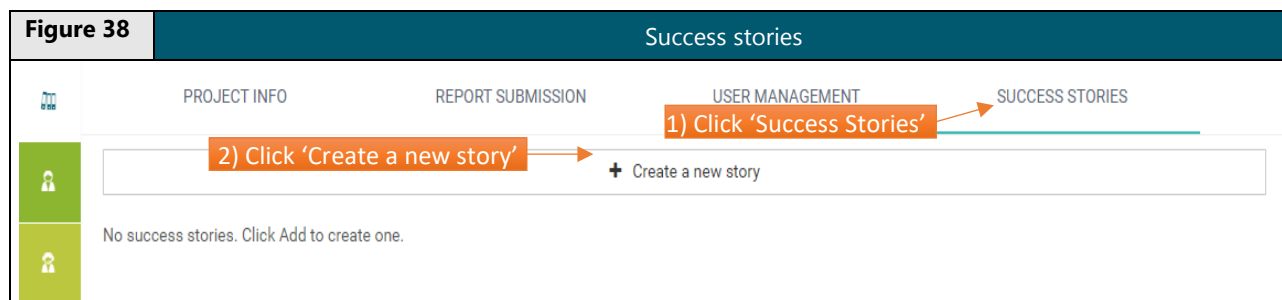 Figure 38
Success stories
PROJECT INFO REPORT SUBMISSION USER MANAGEMENT SUCCESS STORIES
1) Click ‘Success Stories’
2) Click ‘Create a new story’
+ Create a new story
No success stories. Click Add to create one.